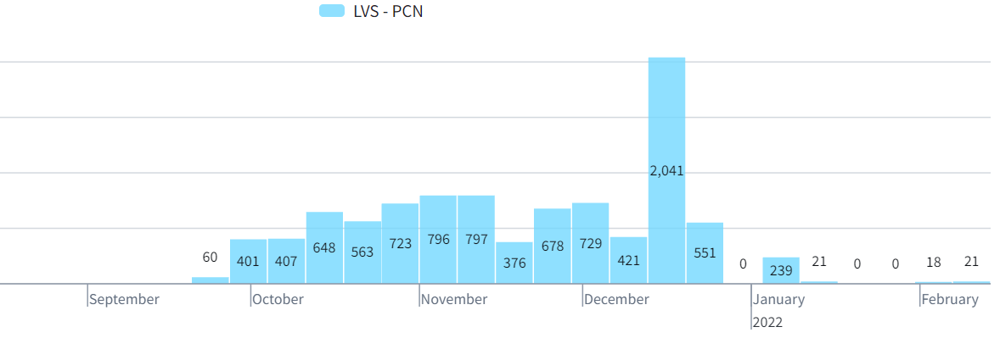 LVS - PCN
2,041
60 401 407 648 563 723 796 797 376 678 729 421 551 0 239 21 0 0 18 21
September October November December January February
2022